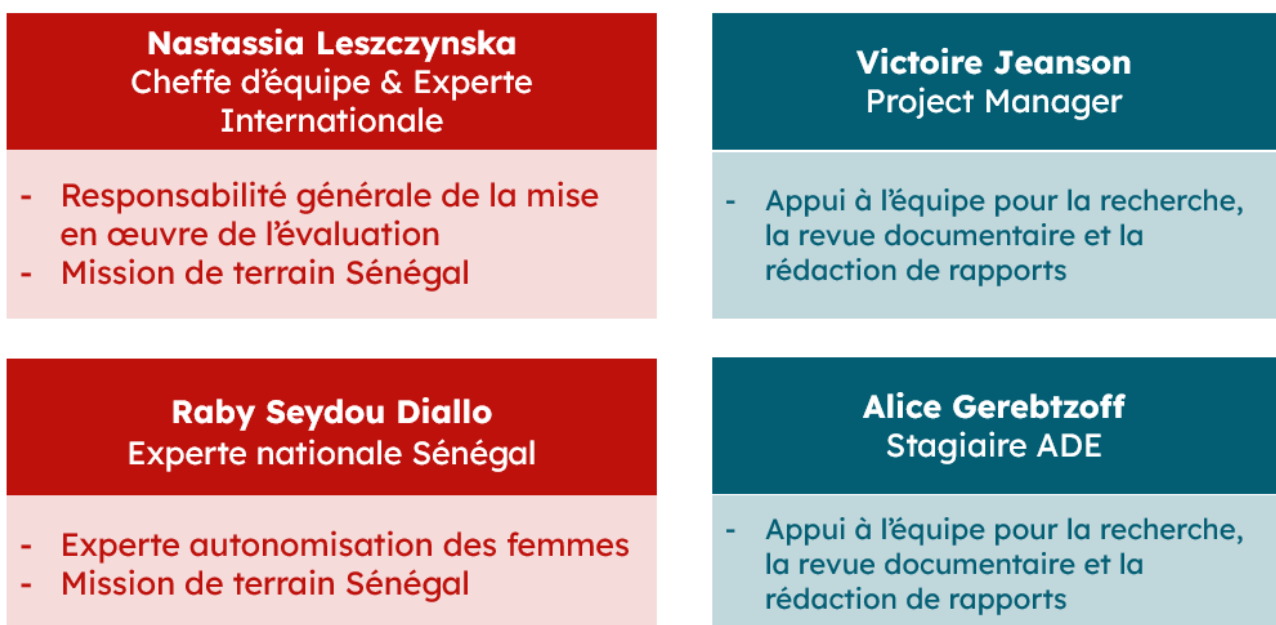 Nastassia Leszczynska
Cheffe d’équipe & Experte
Internationale
- Responsabilité générale de la mise
en œuvre de l’évaluation
- Mission de terrain Sénégal
Victoire Jeanson
Project Manager
- Appui à l’équipe pour la recherche,
la revue documentaire et la
rédaction de rapports
Raby Seydou Diallo
Experte nationale Sénégal
- Experte autonomisation des femmes
- Mission de terrain Sénégal
Alice Gerebtzoff
Stagiaire ADE
- Appui à l’équipe pour la recherche,
la revue documentaire et la
rédaction de rapports